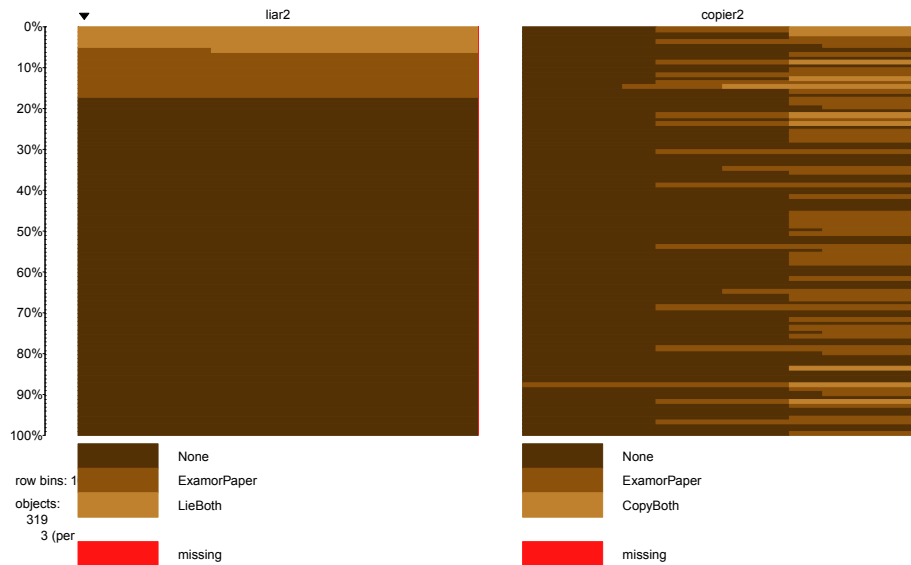 liar2
copier2
0%
10%
20%
30%
40%
50%
60%
70%
80%
90%
100%
row bins: 1
objects:
319
3 (per
None
ExamorPaper
LieBoth
missing
None
ExamorPaper
CopyBoth
missing